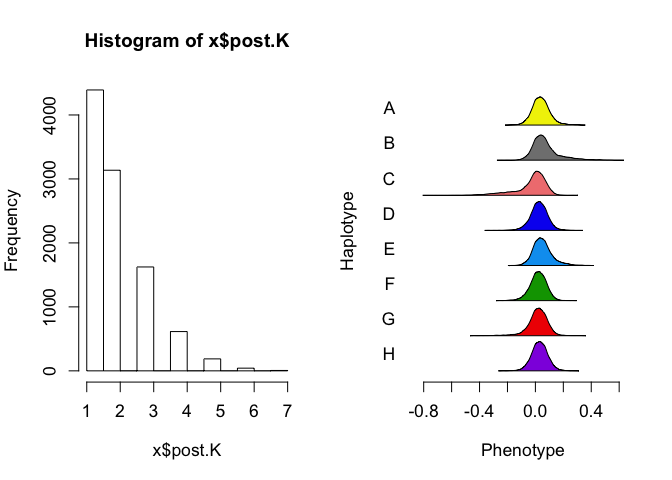 Histogram of x$post.K
Frequency
0
1000
2000
3000
4000
1 2 3 4 5 6 7
x$post.K
Haplotype
A
B
C
D
E
F
G
H
-0.8 -0.4 0.0 0.4
Phenotype